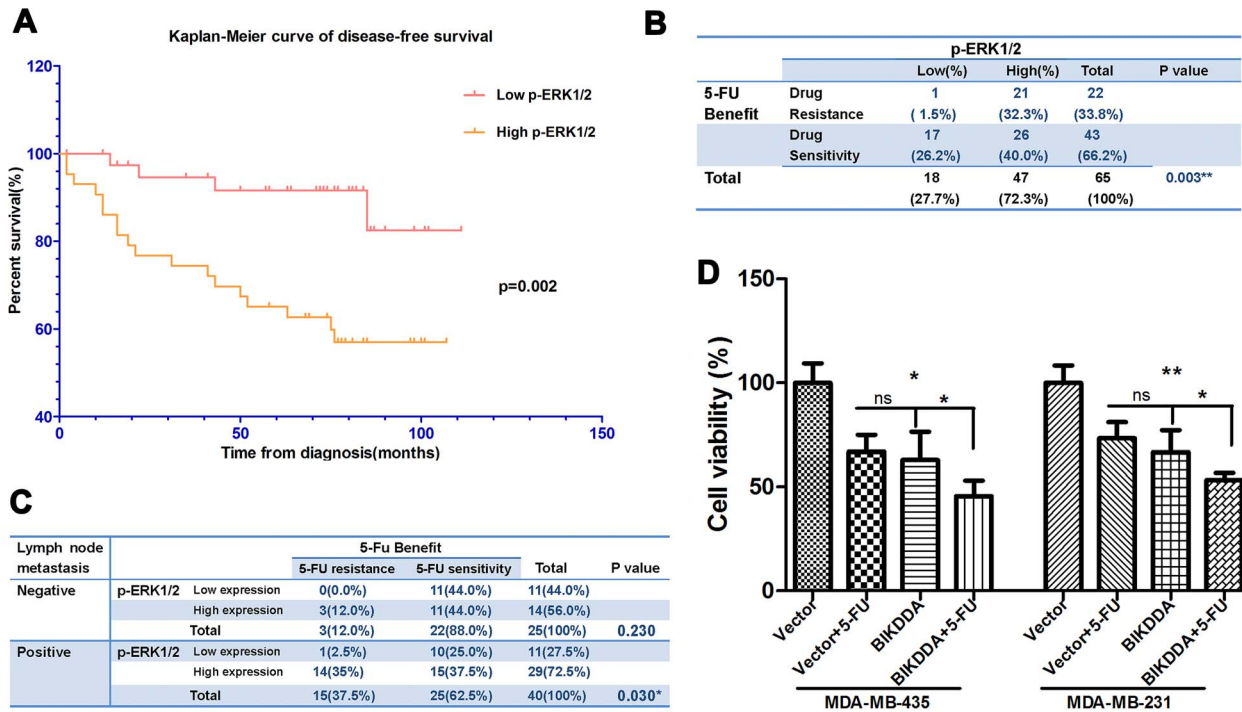 A
Kaplan-Meier curve of disease-free survival
120
100
80
60
40
0
50
100
150
Percent survival(%)
Time from diagnosis(months)
Low p-ERK1/2
High p-ERK1/2
p=0.002
B
p-ERK1/2
Low(%) High(%) Total P value
5-FU Drug 1 21 22
Benefit Resistance ( 1.5%) (32.3%) (33.8%)
Drug 17 26 43
Sensitivity (26.2%) (40.0%) (66.2%)
Total 18 47 65 0.003**
(27.7%) (72.3%) (100%)
C
Lymph node 5-Fu Benefit
metastasis 5-FU resistance 5-FU sensitivity Total P value
Negative p-ERK1/2 Low expression 0(0.0%) 11(44.0%) 11(44.0%)
High expression 3(12.0%) 11(44.0%) 14(56.0%)
Total 3(12.0%) 22(88.0%) 25(100%) 0.230
Positive p-ERK1/2 Low expression 1(2.5%) 10(25.0%) 11(27.5%)
High expression 14(35%) 15(37.5%) 29(72.5%)
Total 15(37.5%) 25(62.5%) 40(100%) 0.030*
D
150
100
50
0
Cell viability (%)
*
ns *
**
ns *
Vector
Vector+5-FU
BIKDDA
BIKDDA+5-FU
Vector
Vector+5-FU
BIKDDA
BIKDDA+5-FU
MDA-MB-435
MDA-MB-231